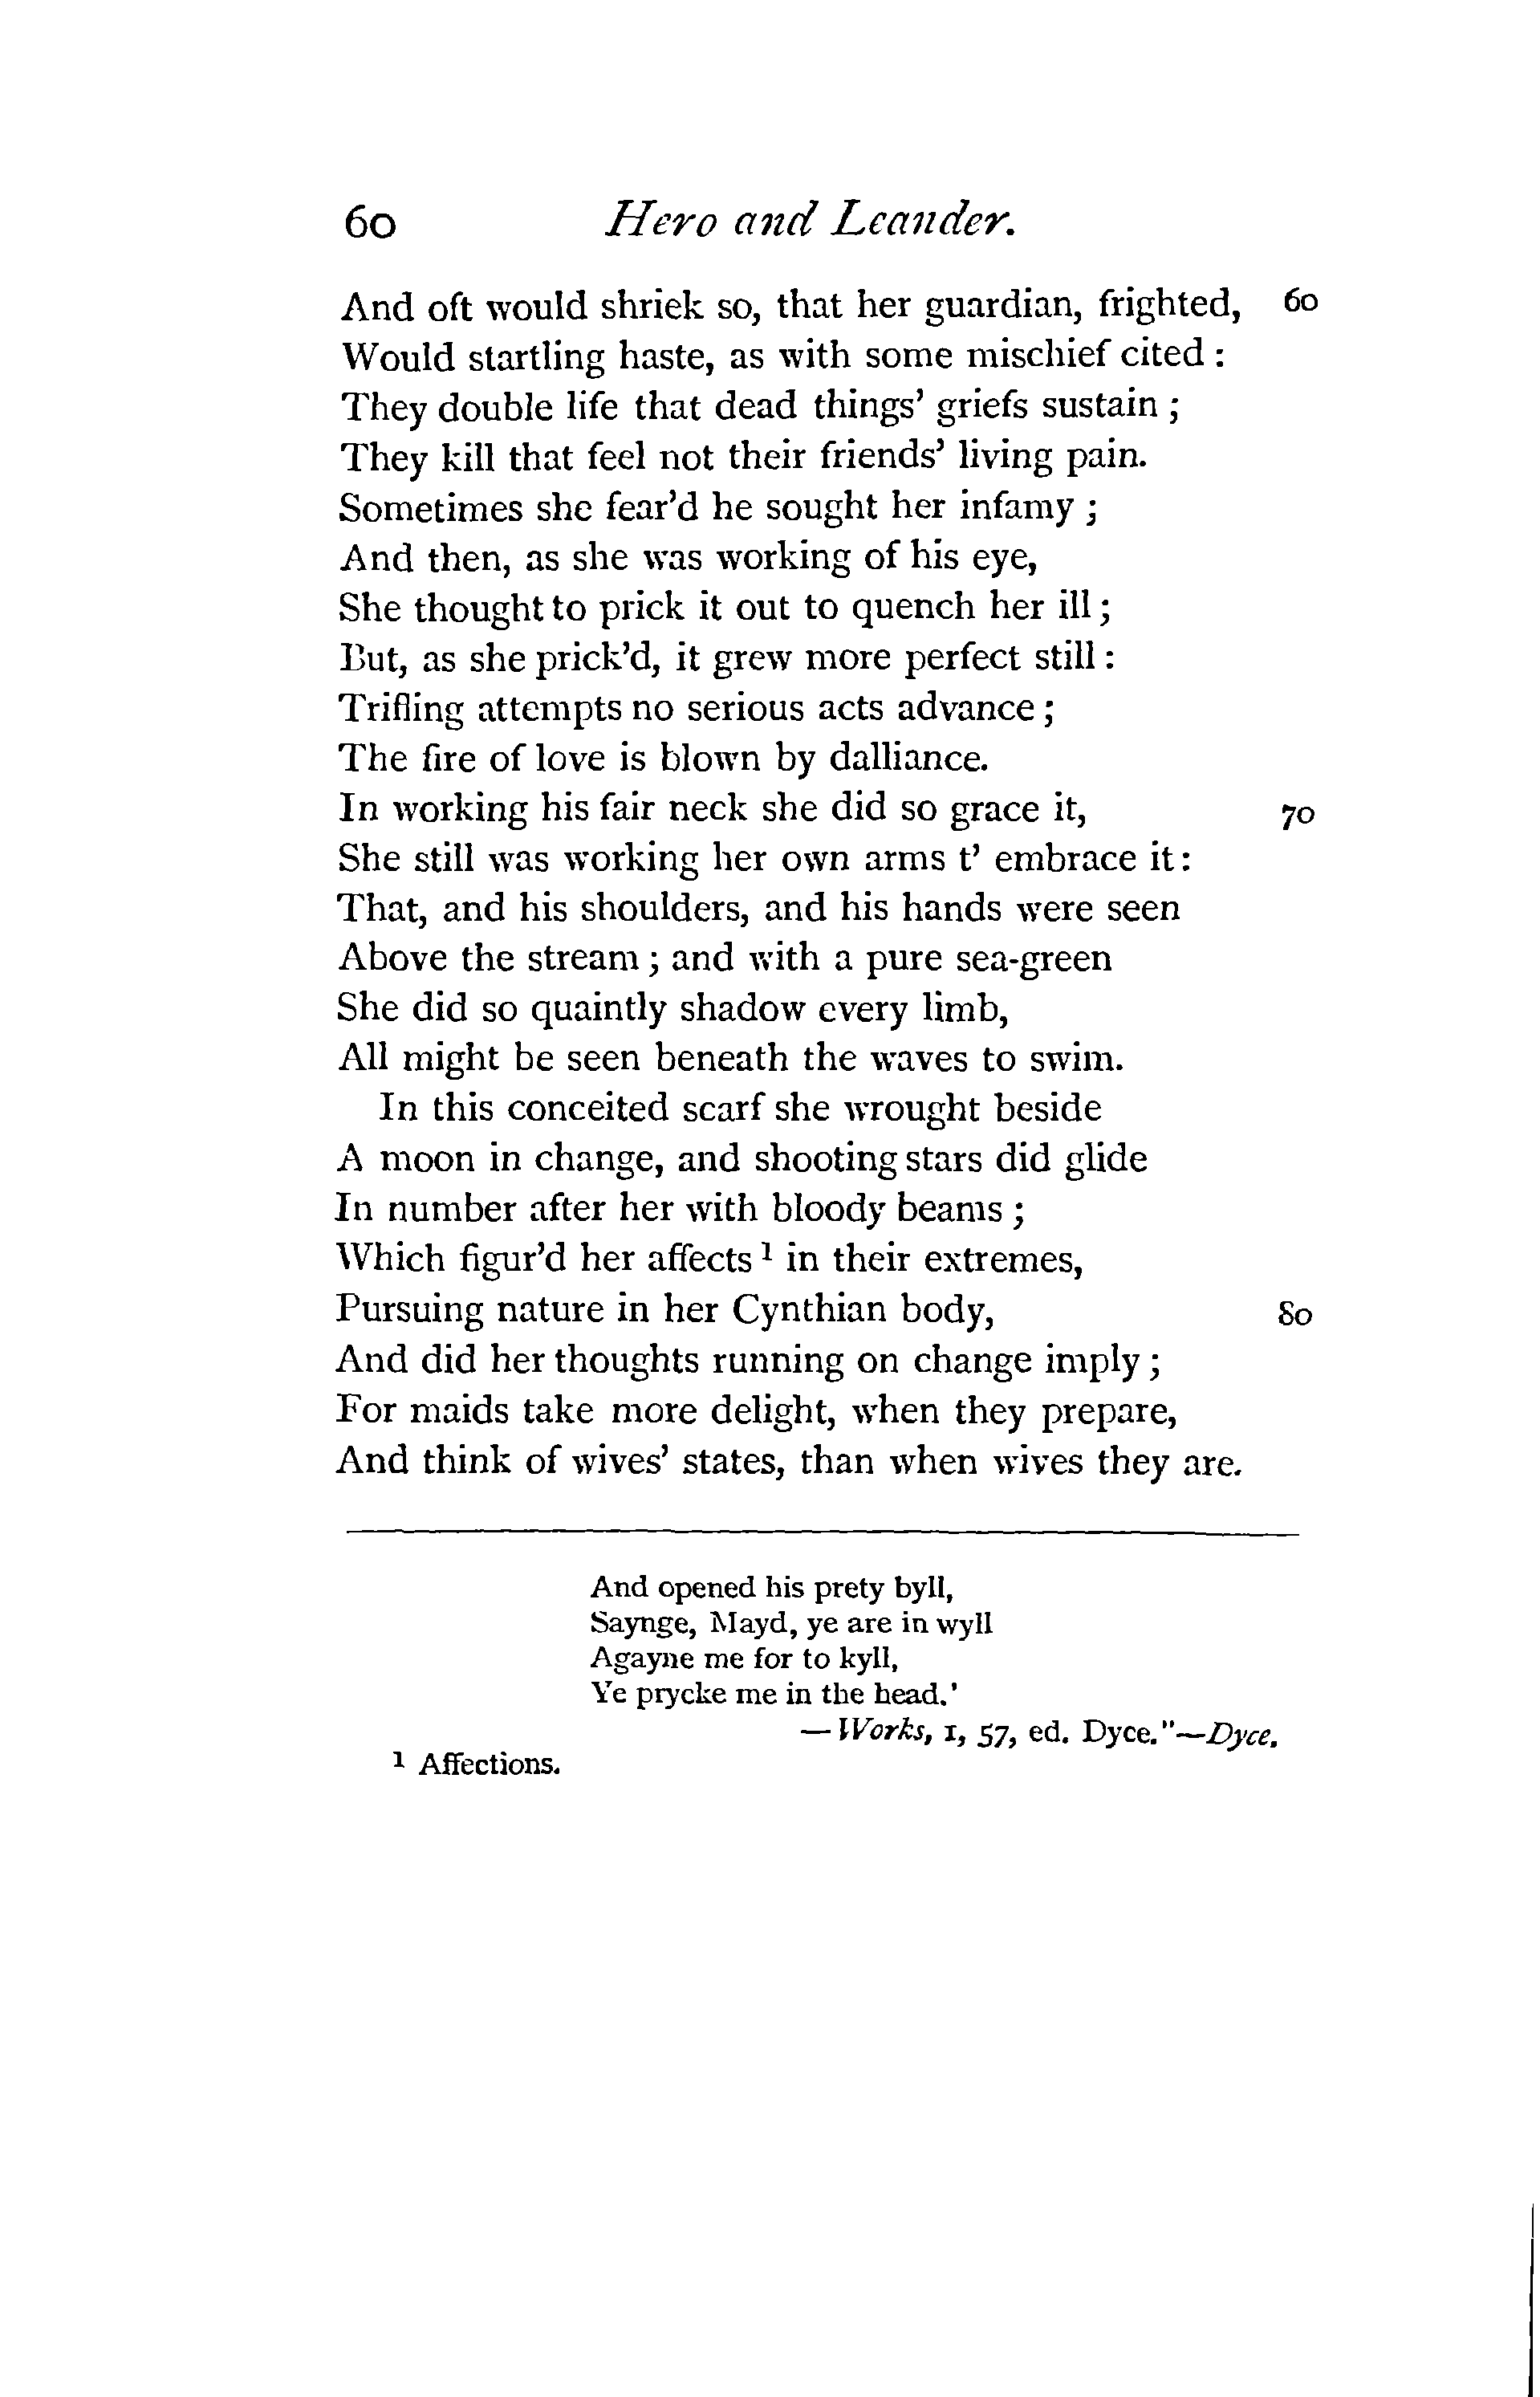 60 Hero and Leander.
And oft would shriek so, that her guardian, frighted, 60
Would startling haste, as with some mischief cited :
They double life that dead things' griefs sustain ;
They kill that feel not their friends' living pain.
Sometimes she fear'd he sought her infamy ;
And then, as she was working of his eye,
She thought to prick it out to quench her ill ;
But, as she prick'd, it grew more perfect still :
Trifling attempts no serious acts advance ;
The fire of love is blown by dalliance.
In working his fair neck she did so grace it, 70
She still was working her own arms t' embrace it :
That, and his shoulders, and his hands were seen
Above the stream ; and with a pure sea-green
She did so quaintly shadow every limb,
All might be seen beneath the waves to swim.
In this conceited scarf she wrought beside
A moon in change, and shooting stars did glide
In number after her with bloody beams ;
Which figur'd her affects 1 in their extremes,
Pursuing nature in her Cynthian body, 80
And did her thoughts running on change imply ;
For maids take more delight, when they prepare,
And think of wives' states, than when wives they are.
And opened his prety byll,
Saynge, Mayd, ye are in wyll
Agayne me for to kyll,
Ye prycke me in the head.'
—Works, 1, 57, ed. Dyce."—Dyce.
1 Affections.